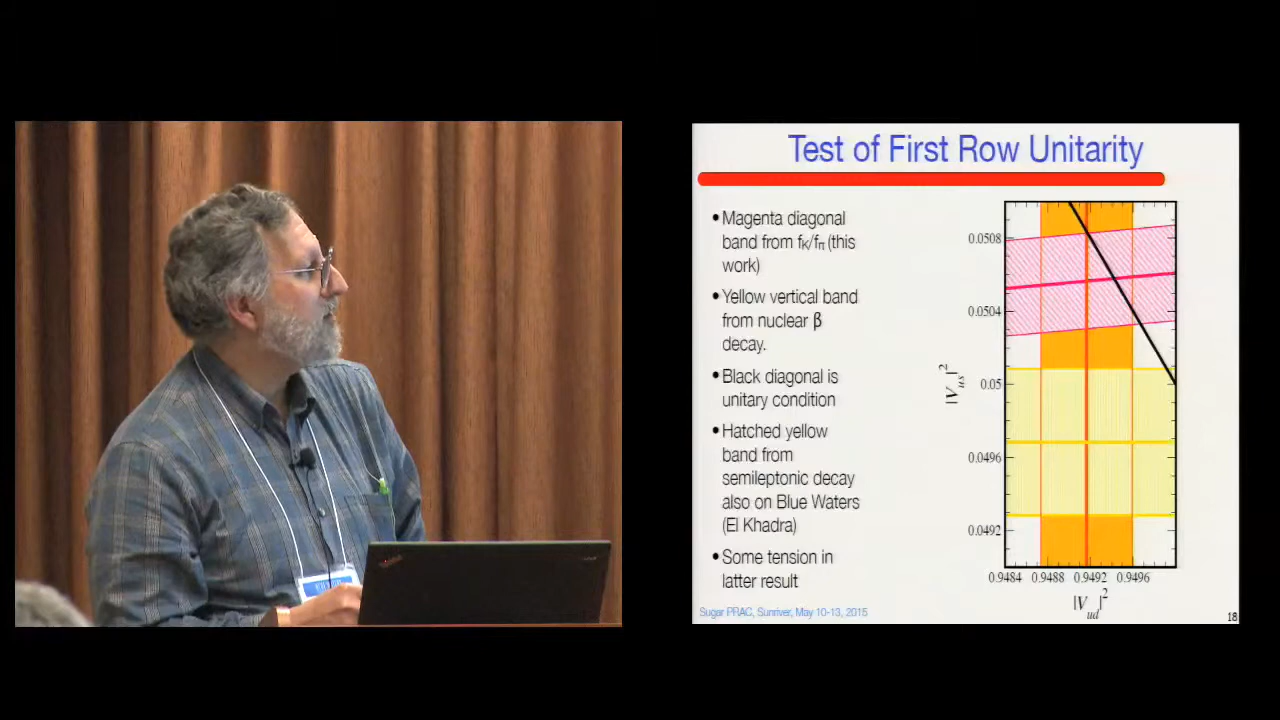 Test of First Row Unitarity
•Magenta diagonal
band from fK/fπ (this
work)
•Yellow vertical band
from nuclear β
decay.
•Black diagonal is
unitary condition
•Hatched yellow
band from
semileptonic decay
also on Blue Waters
(El Khadra)
•Some tension in
latter result
0.0508
0.0504
0.05
0.0496
0.0492
|Vus|²
0.9484 0.9488 0.9492 0.9496
|Vud|²
Sugar PRAC, Sunriver, May 10-13, 2015
18